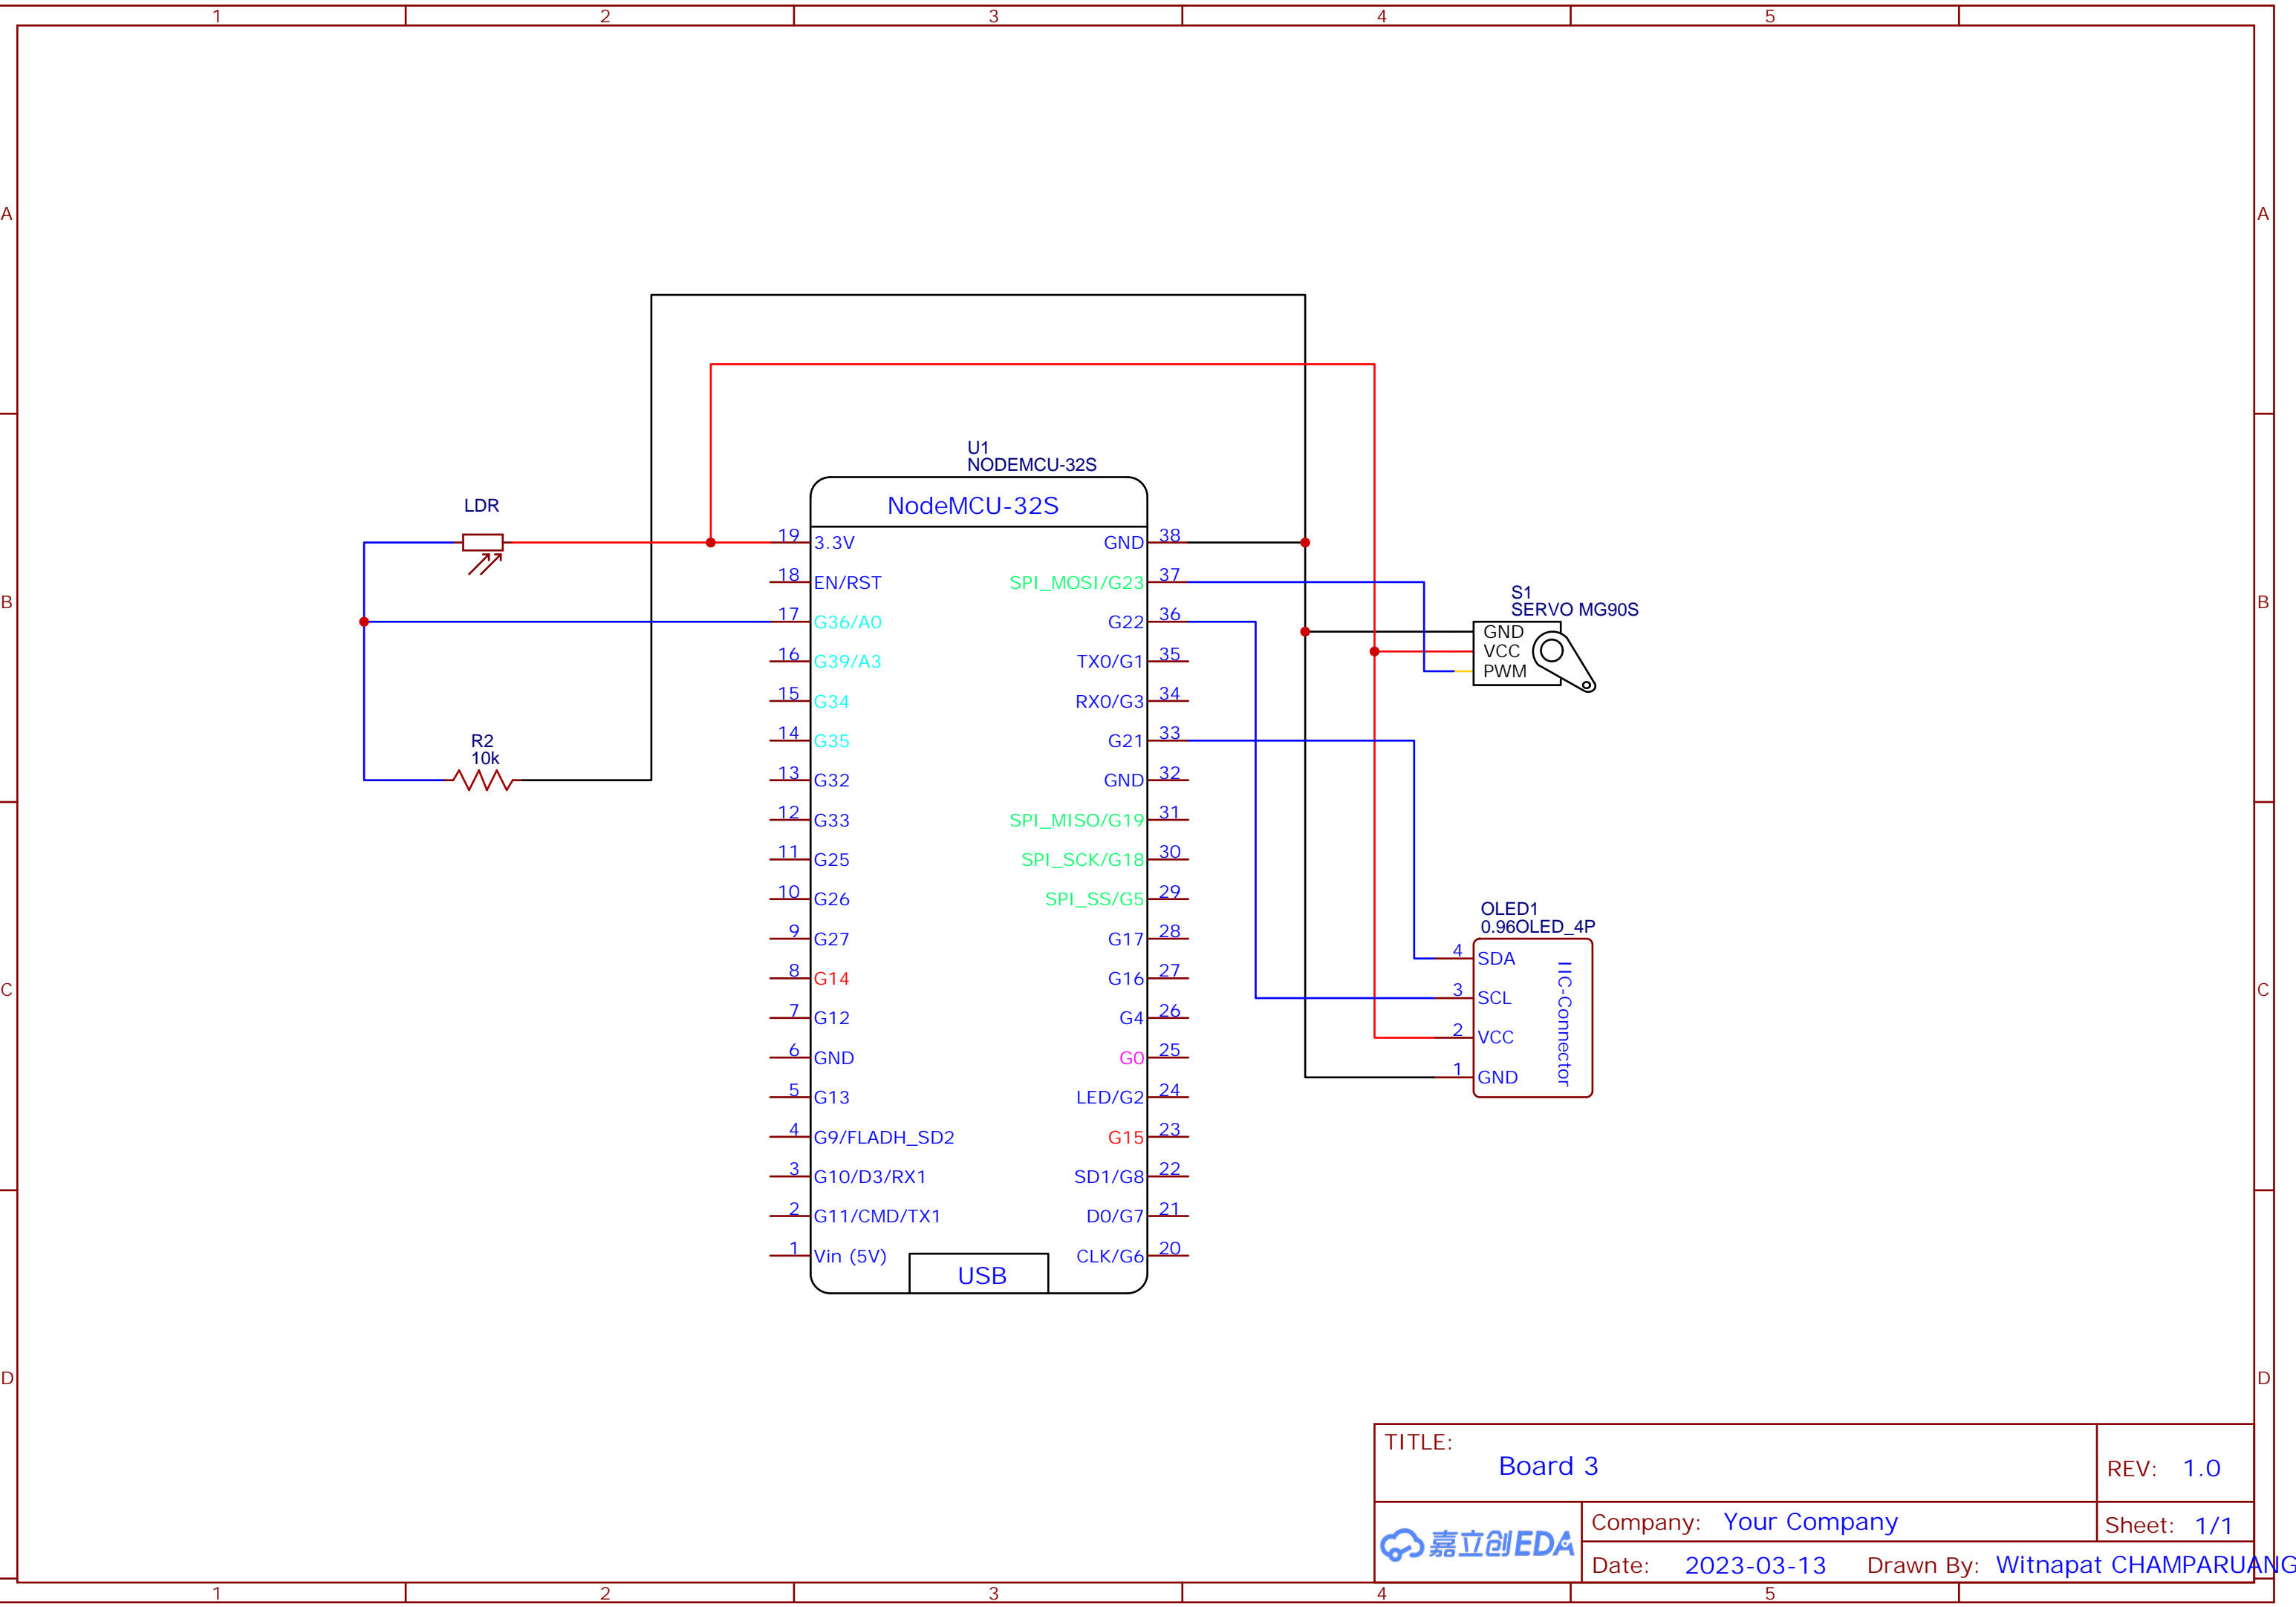 1 2 3 4 5
A A
U1
NODEMCU-32S
NodeMCU-32S
LDR
19 3.3V GND 38
18 EN/RST SPI_MOSI/G23 37
17 G36/A0 G22 36
16 G39/A3 TX0/G1 35
15 G34 RX0/G3 34
14 G35 G21 33
13 G32 GND 32
12 G33 SPI_MISO/G19 31
11 G25 SPI_SCK/G18 30
10 G26 SPI_SS/G5 29
9 G27 G17 28
8 G14 G16 27
7 G12 G4 26
6 GND G0 25
5 G13 LED/G2 24
4 G9/FLADH_SD2 G15 23
3 G10/D3/RX1 SD1/G8 22
2 G11/CMD/TX1 D0/G7 21
1 Vin (5V) CLK/G6 20
USB
R2
10k
B B
S1
SERVO MG90S
GND
VCC
PWM
OLED1
0.96OLED_4P
4 SDA
3 SCL
2 VCC
1 GND
IIC-Connector
C C
D D
TITLE:
Board 3
REV: 1.0
嘉立创EDA
Company: Your Company
Sheet: 1/1
Date: 2023-03-13 Drawn By: Witnapat CHAMPARUANG
1 2 3 4 5